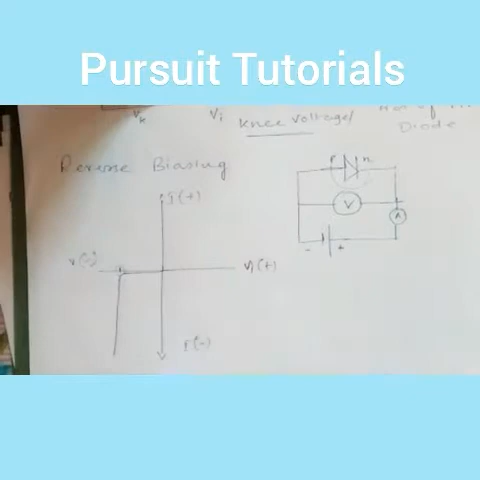 Pursuit Tutorials
Vk Vi knee voltage/
Diode
Reverse Biasing
P n
I(+)
V
A
V(-)
V(+)
- +
I(-)